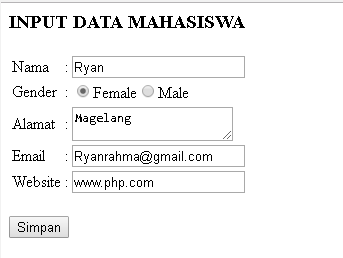 INPUT DATA MAHASISWA
Nama : Ryan
Gender : Female Male
Alamat : Magelang
Email : Ryanrahma@gmail.com
Website : www.php.com
Simpan